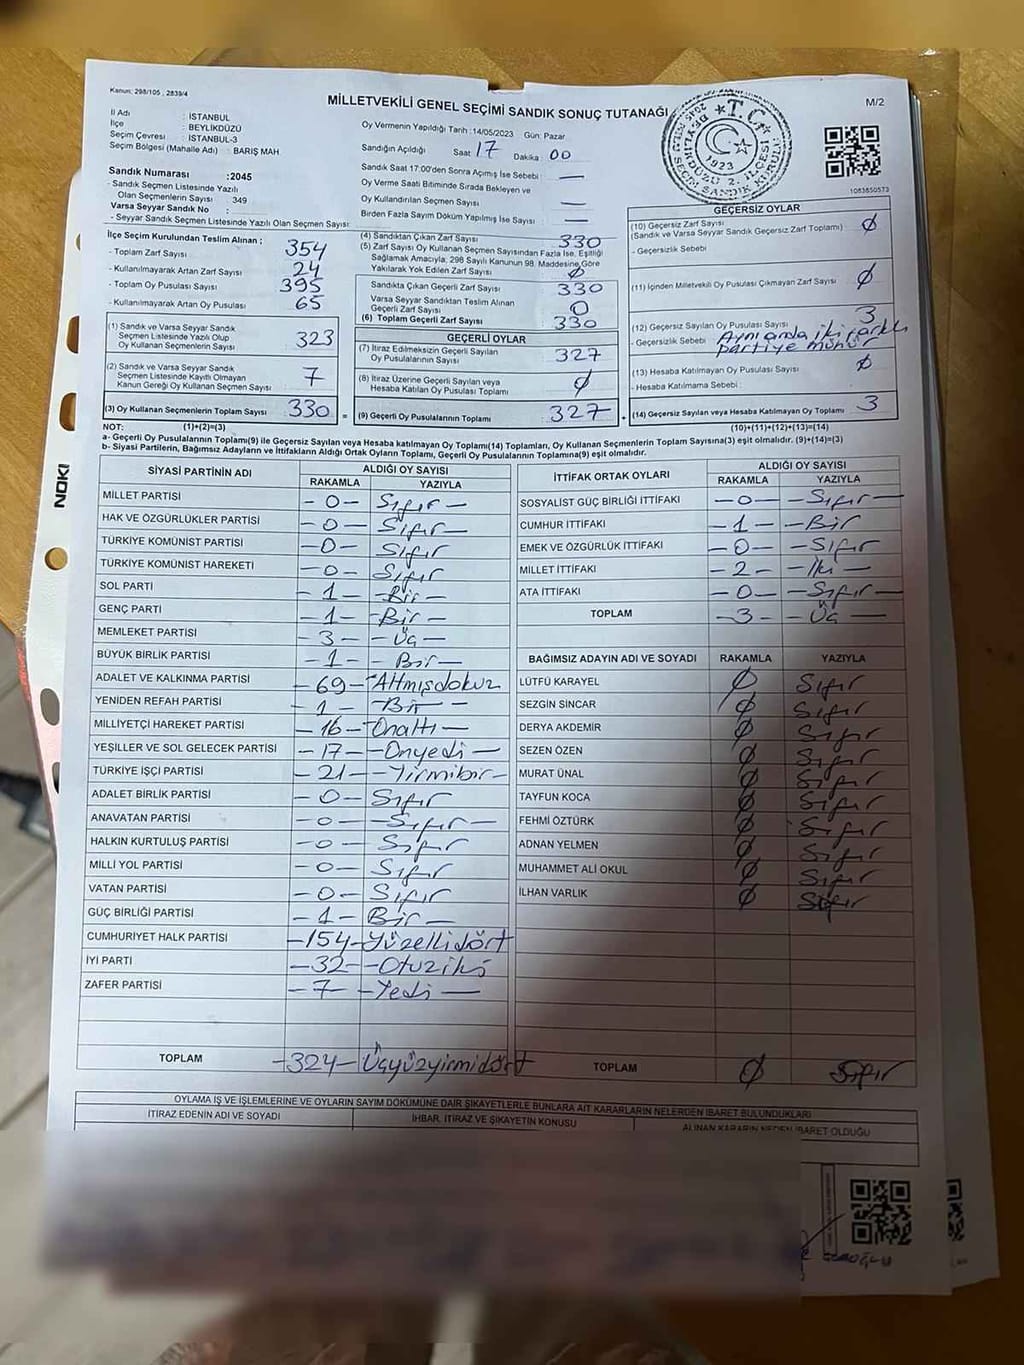 Kanun: 298/105 , 2839/4
MİLLETVEKİLİ GENEL SEÇİMİ SANDIK SONUÇ TUTANAĞI
M/2
İl Adı : İSTANBUL
İlçe : BEYLİKDÜZÜ
Seçim Çevresi : İSTANBUL-3
Seçim Bölgesi (Mahalle Adı) : BARIŞ MAH
Sandık Numarası :2045
- Sandık Seçmen Listesinde Yazılı
Olan Seçmenlerin Sayısı 349
Varsa Seyyar Sandık No :
- Seyyar Sandık Seçmen Listesinde Yazılı Olan Seçmen Sayısı:
Oy Vermenin Yapıldığı Tarih :14/05/2023 Gün: Pazar
Sandığın Açıldığı Saat : 17 Dakika : 00
Sandık Saat 17:00'den Sonra Açılmış İse Sebebi : —
Oy Verme Saati Bitiminde Sırada Bekleyen ve
Oy Kullandırılan Seçmen Sayısı —
Birden Fazla Sayım Döküm Yapılmış İse Sayısı: —
T.C.
1923
BEYLİKDÜZÜ 2. İLÇESİ
2045 NOLU SEÇİM SANDIK KURULU
1083850573
İlçe Seçim Kurulundan Teslim Alınan ;
- Toplam Zarf Sayısı 354
- Kullanılmayarak Artan Zarf Sayısı 24
- Toplam Oy Pusulası Sayısı 395
- Kullanılmayarak Artan Oy Pusulası 65
(1) Sandık ve Varsa Seyyar Sandık
Seçmen Listesinde Yazılı Olup
Oy Kullanan Seçmenlerin Sayısı 323
(2) Sandık ve Varsa Seyyar Sandık
Seçmen Listesinde Kayıtlı Olmayan
Kanun Gereği Oy Kullanan Seçmen Sayısı 7
(3) Oy Kullanan Seçmenlerin Toplam Sayısı 330
(1)+(2)=(3)
(4) Sandıktan Çıkan Zarf Sayısı 330
(5) Zarf Sayısı Oy Kullanan Seçmen Sayısından Fazla İse, Eşitliği
Sağlamak Amacıyla; 298 Sayılı Kanunun 98. Maddesine Göre
Yakılarak Yok Edilen Zarf Sayısı Ø
Sandıkta Çıkan Geçerli Zarf Sayısı 330
Varsa Seyyar Sandıktan Teslim Alınan
Geçerli Zarf Sayısı 0
(6) Toplam Geçerli Zarf Sayısı 330
GEÇERLİ OYLAR
(7) İtiraz Edilmeksizin Geçerli Sayılan
Oy Pusulalarının Sayısı 327
(8) İtiraz Üzerine Geçerli Sayılan veya
Hesaba Katılan Oy Pusulası Toplamı Ø
= (9) Geçerli Oy Pusulalarının Toplamı 327
GEÇERSİZ OYLAR
(10) Geçersiz Zarf Sayısı Ø
(Sandık ve Varsa Seyyar Sandık Geçersiz Zarf Toplamı)
- Geçersizlik Sebebi
(11) İçinden Milletvekili Oy Pusulası Çıkmayan Zarf Sayısı Ø
(12) Geçersiz Sayılan Oy Pusulası Sayısı 3
- Geçersizlik Sebebi : Aynı anda iki farklı
partiye mühür
(13) Hesaba Katılmayan Oy Pusulası Sayısı Ø
- Hesaba Katılmama Sebebi :
(14) Geçersiz Sayılan veya Hesaba Katılmayan Oy Toplamı 3
(10)+(11)+(12)+(13)=(14)
NOT:
a- Geçerli Oy Pusulalarının Toplamı(9) ile Geçersiz Sayılan veya Hesaba katılmayan Oy Toplamı(14) Toplamları, Oy Kullanan Seçmenlerin Toplam Sayısına(3) eşit olmalıdır. (9)+(14)=(3)
b- Siyasi Partilerin, Bağımsız Adayların ve İttifakların Aldığı Ortak Oyların Toplamı, Geçerli Oy Pusulalarının Toplamına(9) eşit olmalıdır.
SİYASİ PARTİNİN ADI ALDIĞI OY SAYISI
RAKAMLA YAZIYLA
MİLLET PARTİSİ -0- Sıfır —
HAK VE ÖZGÜRLÜKLER PARTİSİ -0- Sıfır —
TÜRKİYE KOMÜNİST PARTİSİ -0- Sıfır
TÜRKİYE KOMÜNİST HAREKETİ -0- Sıfır
SOL PARTİ -1- -Bir —
GENÇ PARTİ -1- -Bir —
MEMLEKET PARTİSİ -3- -Üç —
BÜYÜK BİRLİK PARTİSİ -1- -Bir —
ADALET VE KALKINMA PARTİSİ -69- -Altmışdokuz
YENİDEN REFAH PARTİSİ -1- -Bir —
MİLLİYETÇİ HAREKET PARTİSİ -16- -Onaltı —
YEŞİLLER VE SOL GELECEK PARTİSİ -17- -Onyedi —
TÜRKİYE İŞÇİ PARTİSİ -21- -Yirmibir-
ADALET BİRLİK PARTİSİ -0- Sıfır
ANAVATAN PARTİSİ -0- -Sıfır —
HALKIN KURTULUŞ PARTİSİ -0- Sıfır
MİLLİ YOL PARTİSİ -0- Sıfır
VATAN PARTİSİ -0- Sıfır
GÜÇ BİRLİĞİ PARTİSİ -1- Bir —
CUMHURİYET HALK PARTİSİ -154- Yüzellidört
İYİ PARTİ -32- -Otuziki
ZAFER PARTİSİ -7- -Yedi —
TOPLAM -324- Üçyüzyirmidört
İTTİFAK ORTAK OYLARI ALDIĞI OY SAYISI
RAKAMLA YAZIYLA
SOSYALİST GÜÇ BİRLİĞİ İTTİFAKI -0- -Sıfır —
CUMHUR İTTİFAKI -1- -Bir
EMEK VE ÖZGÜRLÜK İTTİFAKI -0- -Sıfır
MİLLET İTTİFAKI -2- -İki —
ATA İTTİFAKI -0- -Sıfır —
TOPLAM -3- -Üç —
BAĞIMSIZ ADAYIN ADI VE SOYADI RAKAMLA YAZIYLA
LÜTFÜ KARAYEL Ø Sıfır
SEZGİN SİNCAR Ø Sıfır
DERYA AKDEMİR Ø Sıfır
SEZEN ÖZEN Ø Sıfır
MURAT ÜNAL Ø Sıfır
TAYFUN KOCA Ø Sıfır
FEHMİ ÖZTÜRK Ø Sıfır
ADNAN YELMEN Ø Sıfır
MUHAMMET ALİ OKUL Ø Sıfır
İLHAN VARLIK Ø Sıfır
TOPLAM Ø Sıfır
OYLAMA İŞ VE İŞLEMLERİNE VE OYLARIN SAYIM DÖKÜMÜNE DAİR ŞİKAYETLERLE BUNLARA AİT KARARLARIN NELERDEN İBARET BULUNDUKLARI
İTİRAZ EDENİN ADI VE SOYADI İHBAR, İTİRAZ VE ŞİKAYETİN KONUSU ALINAN KARARIN NEDEN İBARET OLDUĞU
NOKI